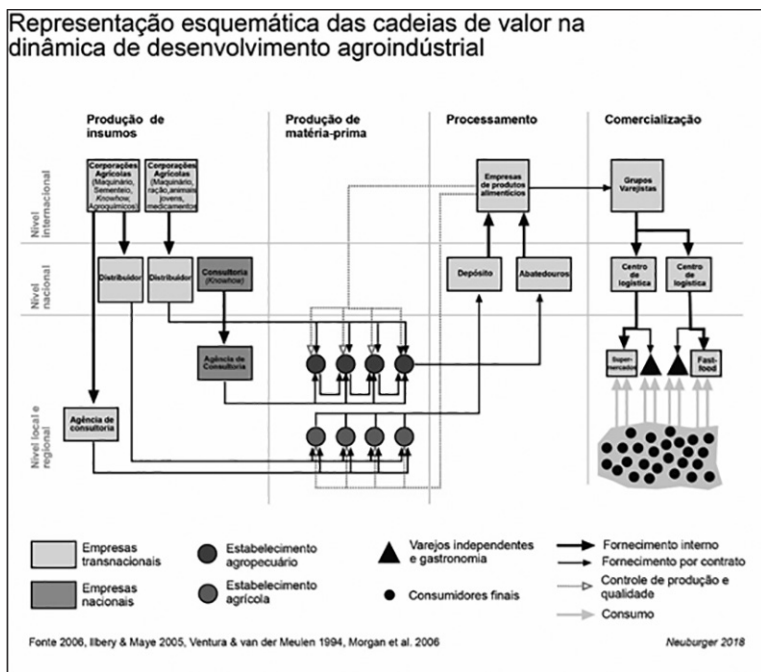 Representação esquemática das cadeias de valor na
dinâmica de desenvolvimento agroindústrial
Produção de
insumos
Produção de
matéria-prima
Processamento
Comercialização
Nível internacional
Corporações
Agrícolas
(Maquinário,
Sementeio,
Knowhow,
Agroquímicos)
Corporações
Agrícolas
(Maquinário,
ração,animais
jovens,
medicamentos
Empresas
de produtos
alimentícios
Grupos
Varejistas
Nível
nacional
Distribuidor
Distribuidor
Consultoria
(Knowhow)
Depósito
Abatedouros
Centro
de
logística
Centro
de
logística
Nível local e
regional
Agência de
Consultoria
Agência de
consultoria
Super-
mercados
Fast-
food
Empresas
transnacionais
Empresas
nacionais
Estabelecimento
agropecuário
Estabelecimento
agrícola
Varejos independentes
e gastronomia
Consumidores finais
Fornecimento interno
Fornecimento por contrato
Controle de produção e
qualidade
Consumo
Fonte 2006, Ilbery & Maye 2005, Ventura & van der Meulen 1994, Morgan et al. 2006
Neuburger 2018